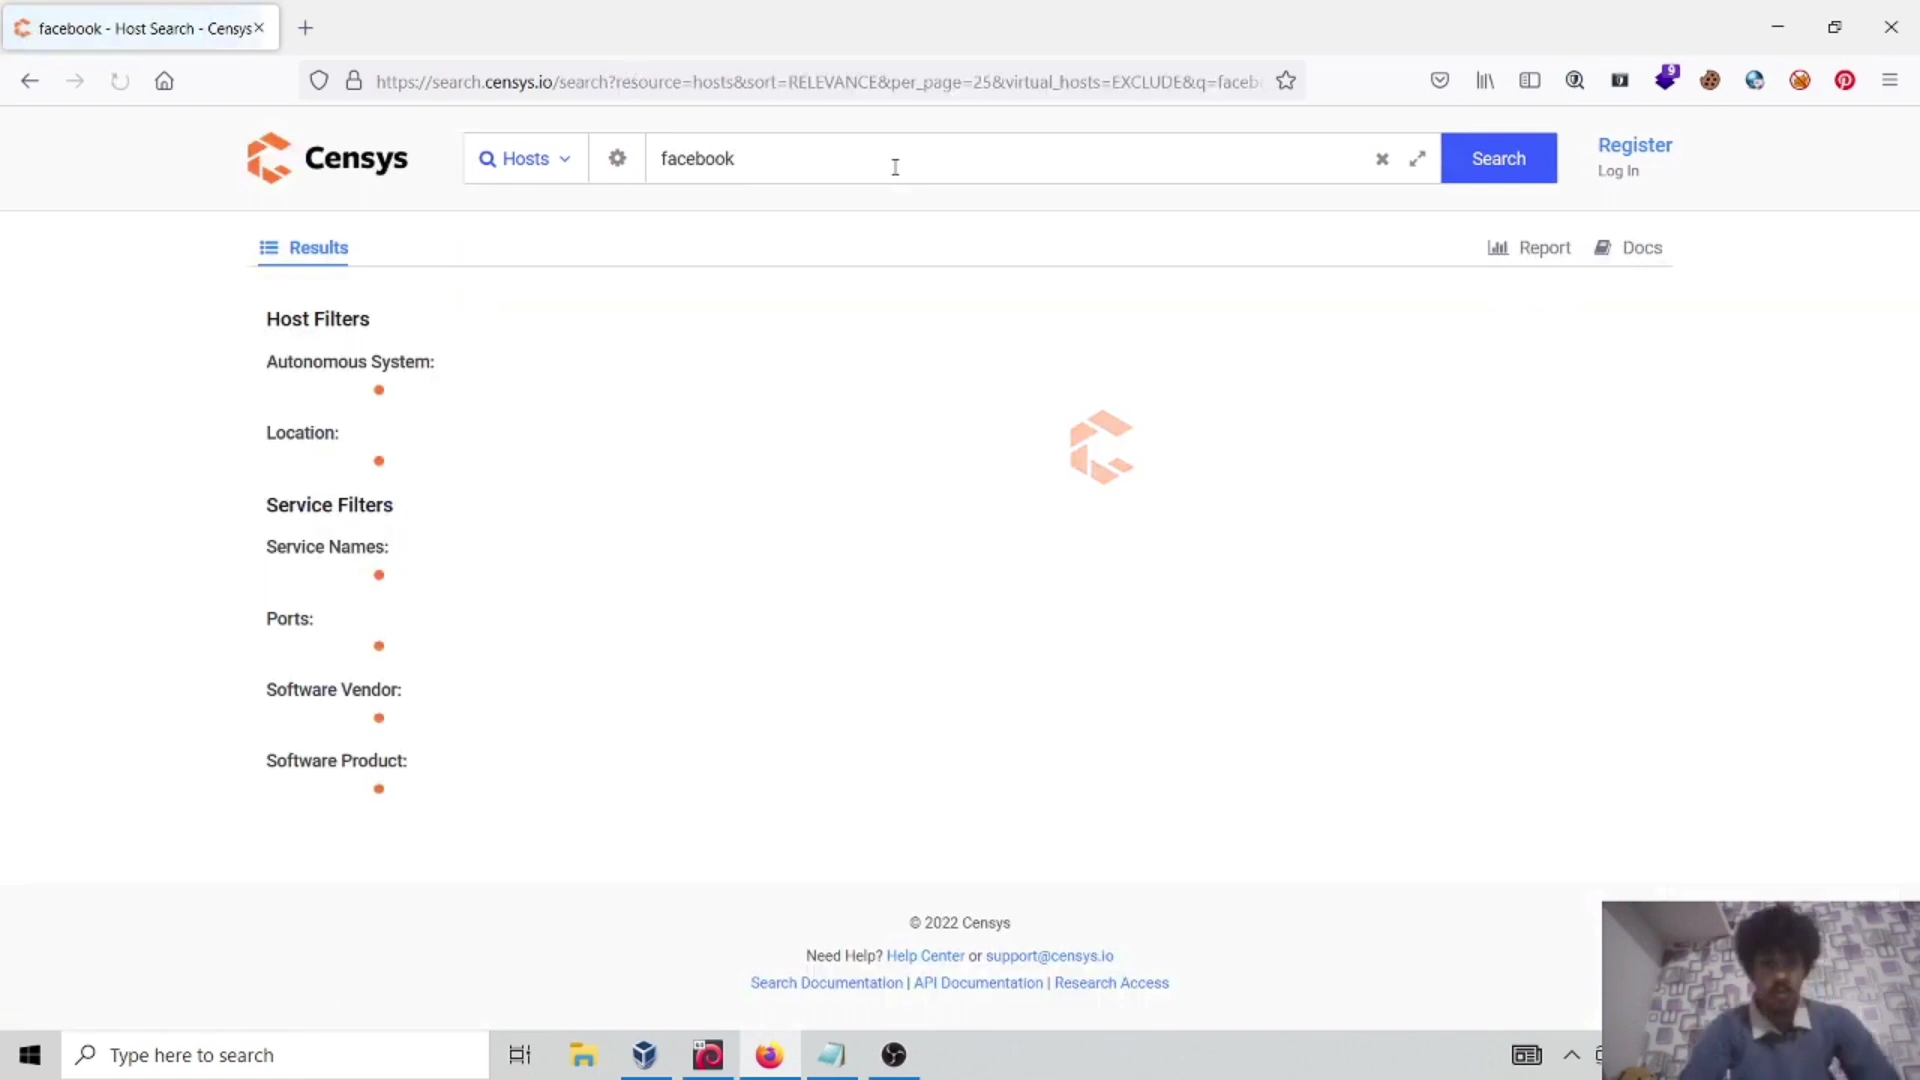 facebook - Host Search - Censys
https://search.censys.io/search?resource=hosts&sort=RELEVANCE&per_page=25&virtual_hosts=EXCLUDE&q=faceb
9
Censys
Hosts
facebook
Search
Register
Log In
Results
Report
Docs
Host Filters
Autonomous System:
Location:
Service Filters
Service Names:
Ports:
Software Vendor:
Software Product:
© 2022 Censys
Need Help? Help Center or support@censys.io
Search Documentation | API Documentation | Research Access
Type here to search